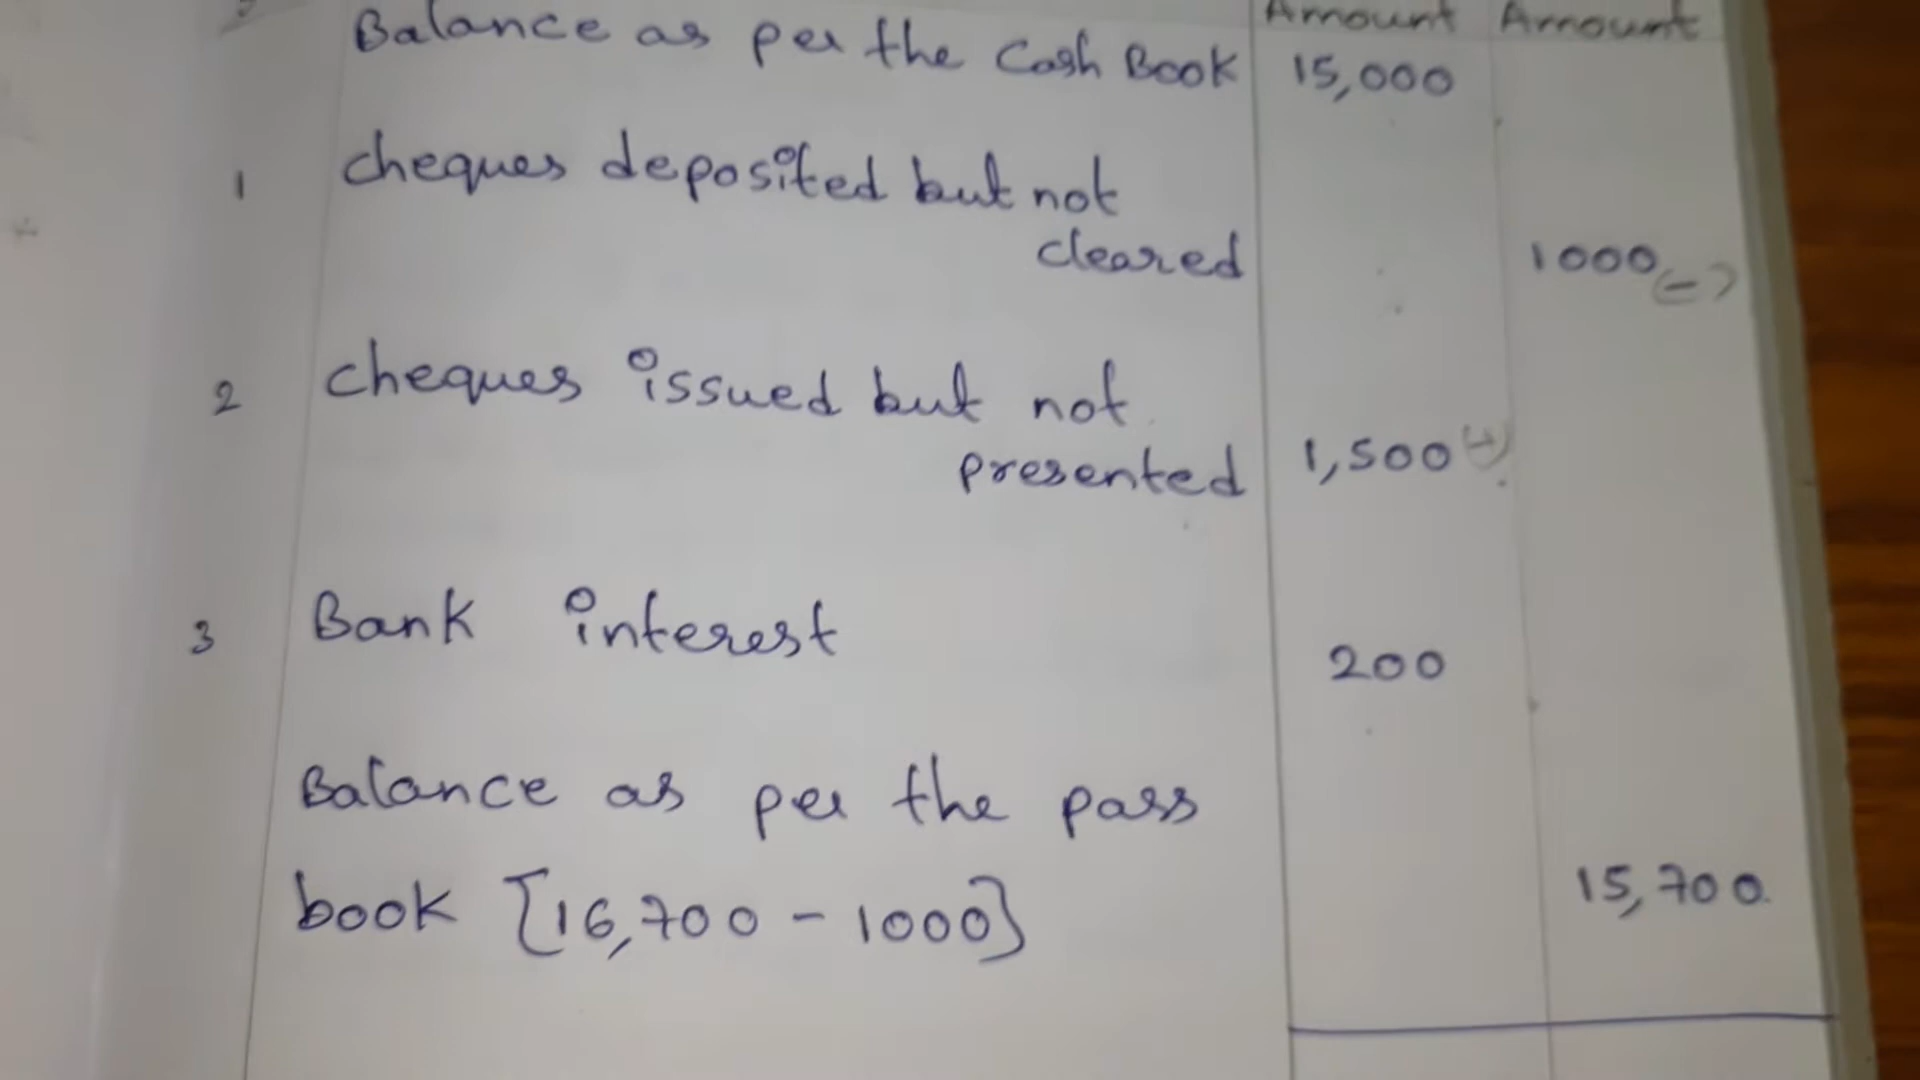 Amount Amount
Balance as per the Cash Book 15,000
1 cheques deposited but not
cleared 1000 (-)
2 cheques issued but not
presented 1,500 (+)
3 Bank interest 200
Balance as per the pass
book [16,700 - 1000] 15,700.